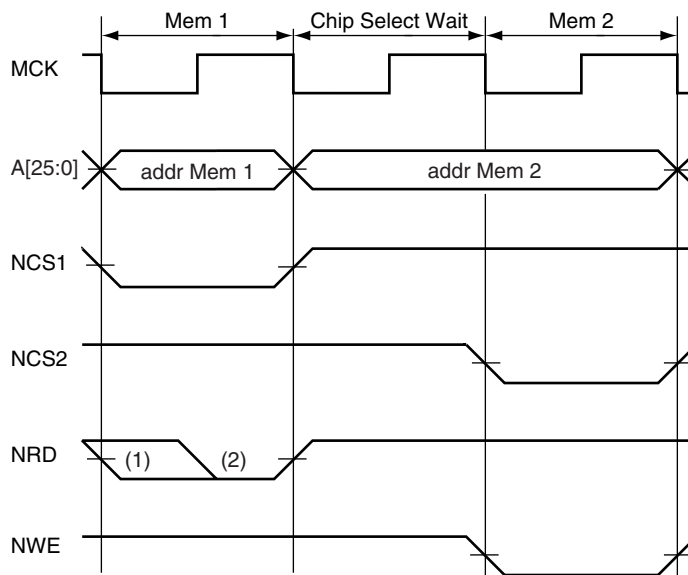 Mem 1 Chip Select Wait Mem 2
MCK
A[25:0] addr Mem 1 addr Mem 2
NCS1
NCS2
NRD (1) (2)
NWE